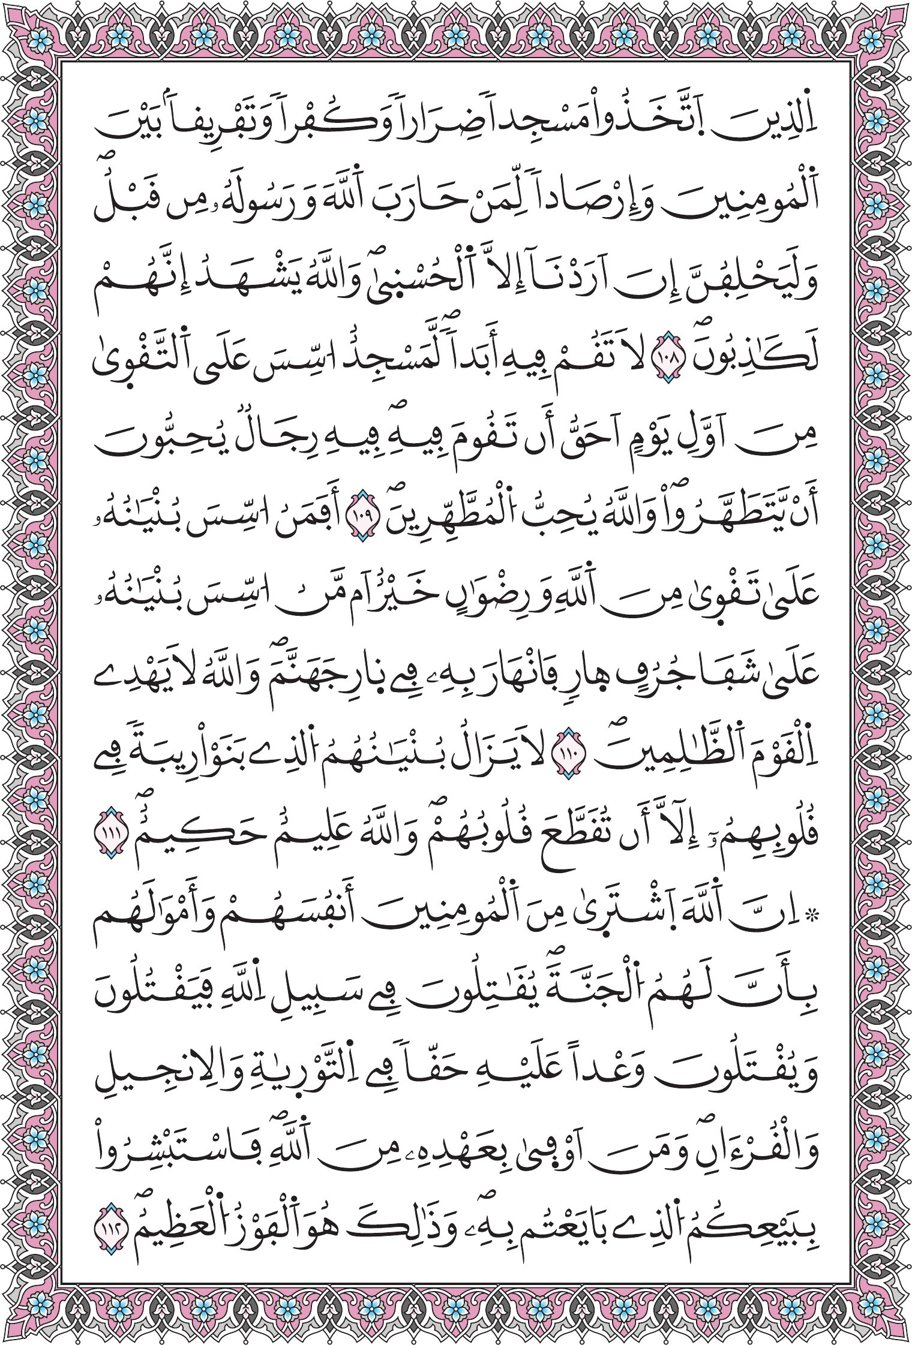 اِ۬لذِينَ اَ۪تَّخَذُواْ مَسْجِداٗ ضِرَاراٗ وَكُفْراٗ وَتَفْرِيقاَۢ بَيْنَ
اَ۬لْمُومِنِينَ وَإِرْصَاداٗ لِّمَنْ حَارَبَ اَ۬للَّهَ وَرَسُولَهُۥ مِن قَبْلُۖ
وَلَيَحْلِفُنَّ إِنَ اَرَدْنَآ إِلَّا اَ۬لْحُسْنۭيٰۖ وَاللَّهُ يَشْهَدُ إِنَّهُمْ
لَكَٰذِبُونَۖ ١٠٨ لَا تَقُمْ فِيهِ أَبَداٗۖ لَّمَسْجِدٌ ا۟سِّسَ عَلَي اَ۬لتَّقْوۭيٰ
مِنَ اَوَّلِ يَوْمٍ اَحَقُّ أَن تَقُومَ فِيهِۖ فِيهِ رِجَالٞ يُحِبُّونَ
أَنْ يَّتَطَهَّرُواْۖ وَاللَّهُ يُحِبُّ اُ۬لْمُطَّهِّرِينَۖ ١٠٩ أَفَمَنُ ا۟سِّسَ بُنْيَٰنُهُۥ
عَلَيٰ تَقْوۭيٰ مِنَ اَ۬للَّهِ وَرِضْوَٰنٍ خَيْرٌ اَم مَّنُ ا۟سِّسَ بُنْيَٰنُهُۥ
عَلَيٰ شَفَا جُرُفٍ ه۪ارٖ فَانْهَارَ بِهِۦ فِے ن۪ارِ جَهَنَّمَۖ وَاللَّهُ لَا يَهْدِے
اِ۬لْقَوْمَ اَ۬لظَّٰلِمِينَۖ ١١٠ لَا يَزَالُ بُنْيَٰنُهُمُ اُ۬لذِے بَنَوْاْ رِيبَةٗ فِے
قُلُوبِهِمُۥٓ إِلَّآ أَن تُقَطَّعَ قُلُوبُهُمْۖ وَاللَّهُ عَلِيمٌ حَكِيمٌۖ ١١١
۞ اِنَّ اَ۬للَّهَ اَ۪شْتَر۪يٰ مِنَ اَ۬لْمُومِنِينَ أَنفُسَهُمْ وَأَمْوَٰلَهُم
بِأَنَّ لَهُمُ اُ۬لْجَنَّةَۖ يُقَٰتِلُونَ فِے سَبِيلِ اِ۬للَّهِ فَيَقْتُلُونَ
وَيُقْتَلُونَ وَعْداً عَلَيْهِ حَقّاٗ فِے اِ۬لتَّوْر۪يٰةِ وَالِانجِيلِ
وَالْقُرْءَانِۖ وَمَنَ اَوْف۪يٰ بِعَهْدِهِۦ مِنَ اَ۬للَّهِۖ فَاسْتَبْشِرُواْ
بِبَيْعِكُمُ اُ۬لذِے بَايَعْتُم بِهِۦۖ وَذَٰلِكَ هُوَ اَ۬لْفَوْزُ اُ۬لْعَظِيمُۖ ١١٢